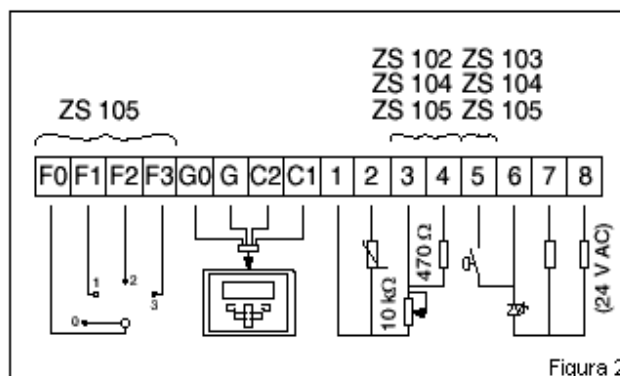 ZS 102 ZS 103
ZS 104 ZS 104
ZS 105 ZS 105 ZS 105
F0 F1 F2 F3 G0 G C2 C1 1 2 3 4 5 6 7 8
470 Ω
10 kΩ
(24 V AC)
1
2
3
0
Figura 2